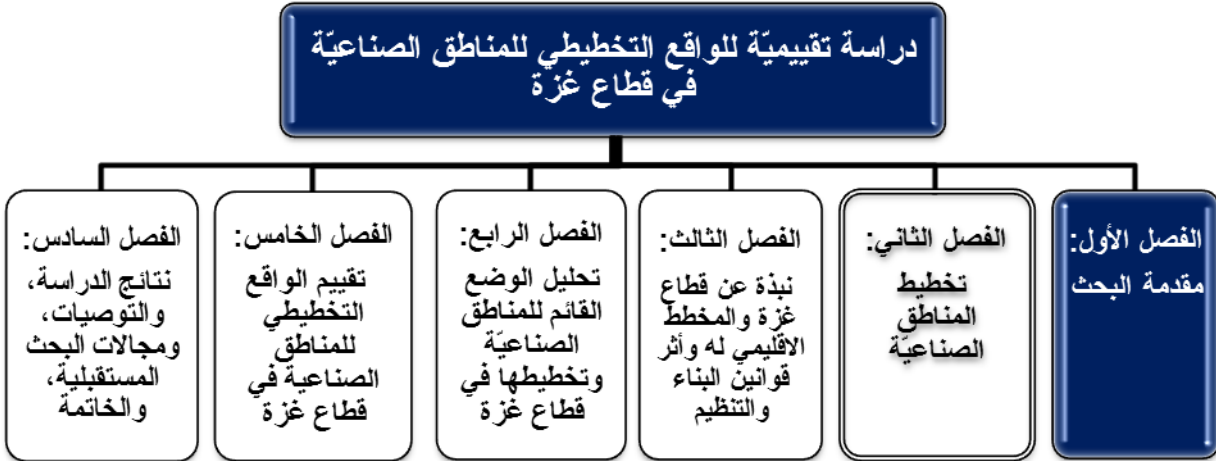 دراسة تقييميّة للواقع التخطيطي للمناطق الصناعيّة
في قطاع غزة
الفصل الأول:
مقدمة البحث
الفصل الثاني:
تخطيط
المناطق
الصناعيّة
الفصل الثالث:
نبذة عن قطاع
غزة والمخطط
الاقليمي له وأثر
قوانين البناء
والتنظيم
الفصل الرابع:
تحليل الوضع
القائم للمناطق
الصناعيّة
وتخطيطها في
قطاع غزة
الفصل الخامس:
تقييم الواقع
التخطيطي
للمناطق
الصناعية في
قطاع غزة
الفصل السادس:
نتائج الدراسة،
والتوصيات،
ومجالات البحث
المستقبلية،
والخاتمة